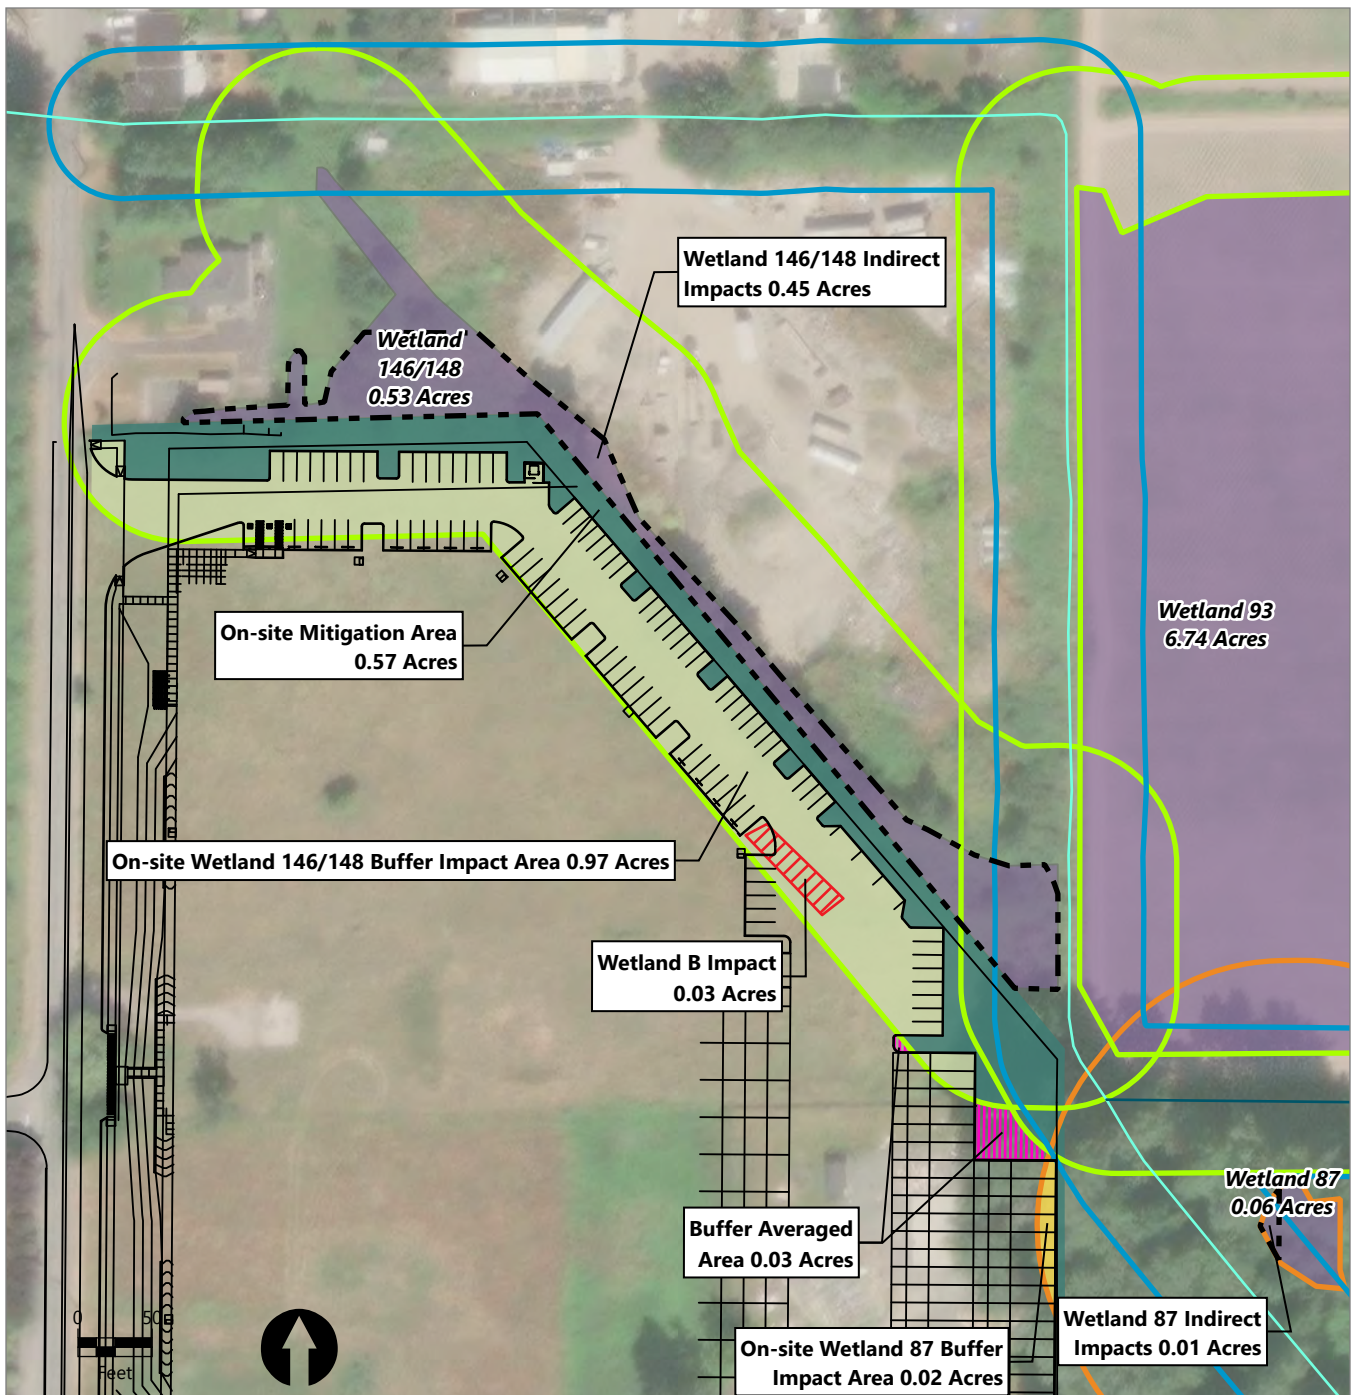 Wetland 146/148 Indirect
Impacts 0.45 Acres
Wetland
146/148
0.53 Acres
Wetland 93
6.74 Acres
On-site Mitigation Area
0.57 Acres
On-site Wetland 146/148 Buffer Impact Area 0.97 Acres
Wetland B Impact
0.03 Acres
Wetland 87
0.06 Acres
Buffer Averaged
Area 0.03 Acres
Wetland 87 Indirect
Impacts 0.01 Acres
On-site Wetland 87 Buffer
Impact Area 0.02 Acres
0 50
Feet